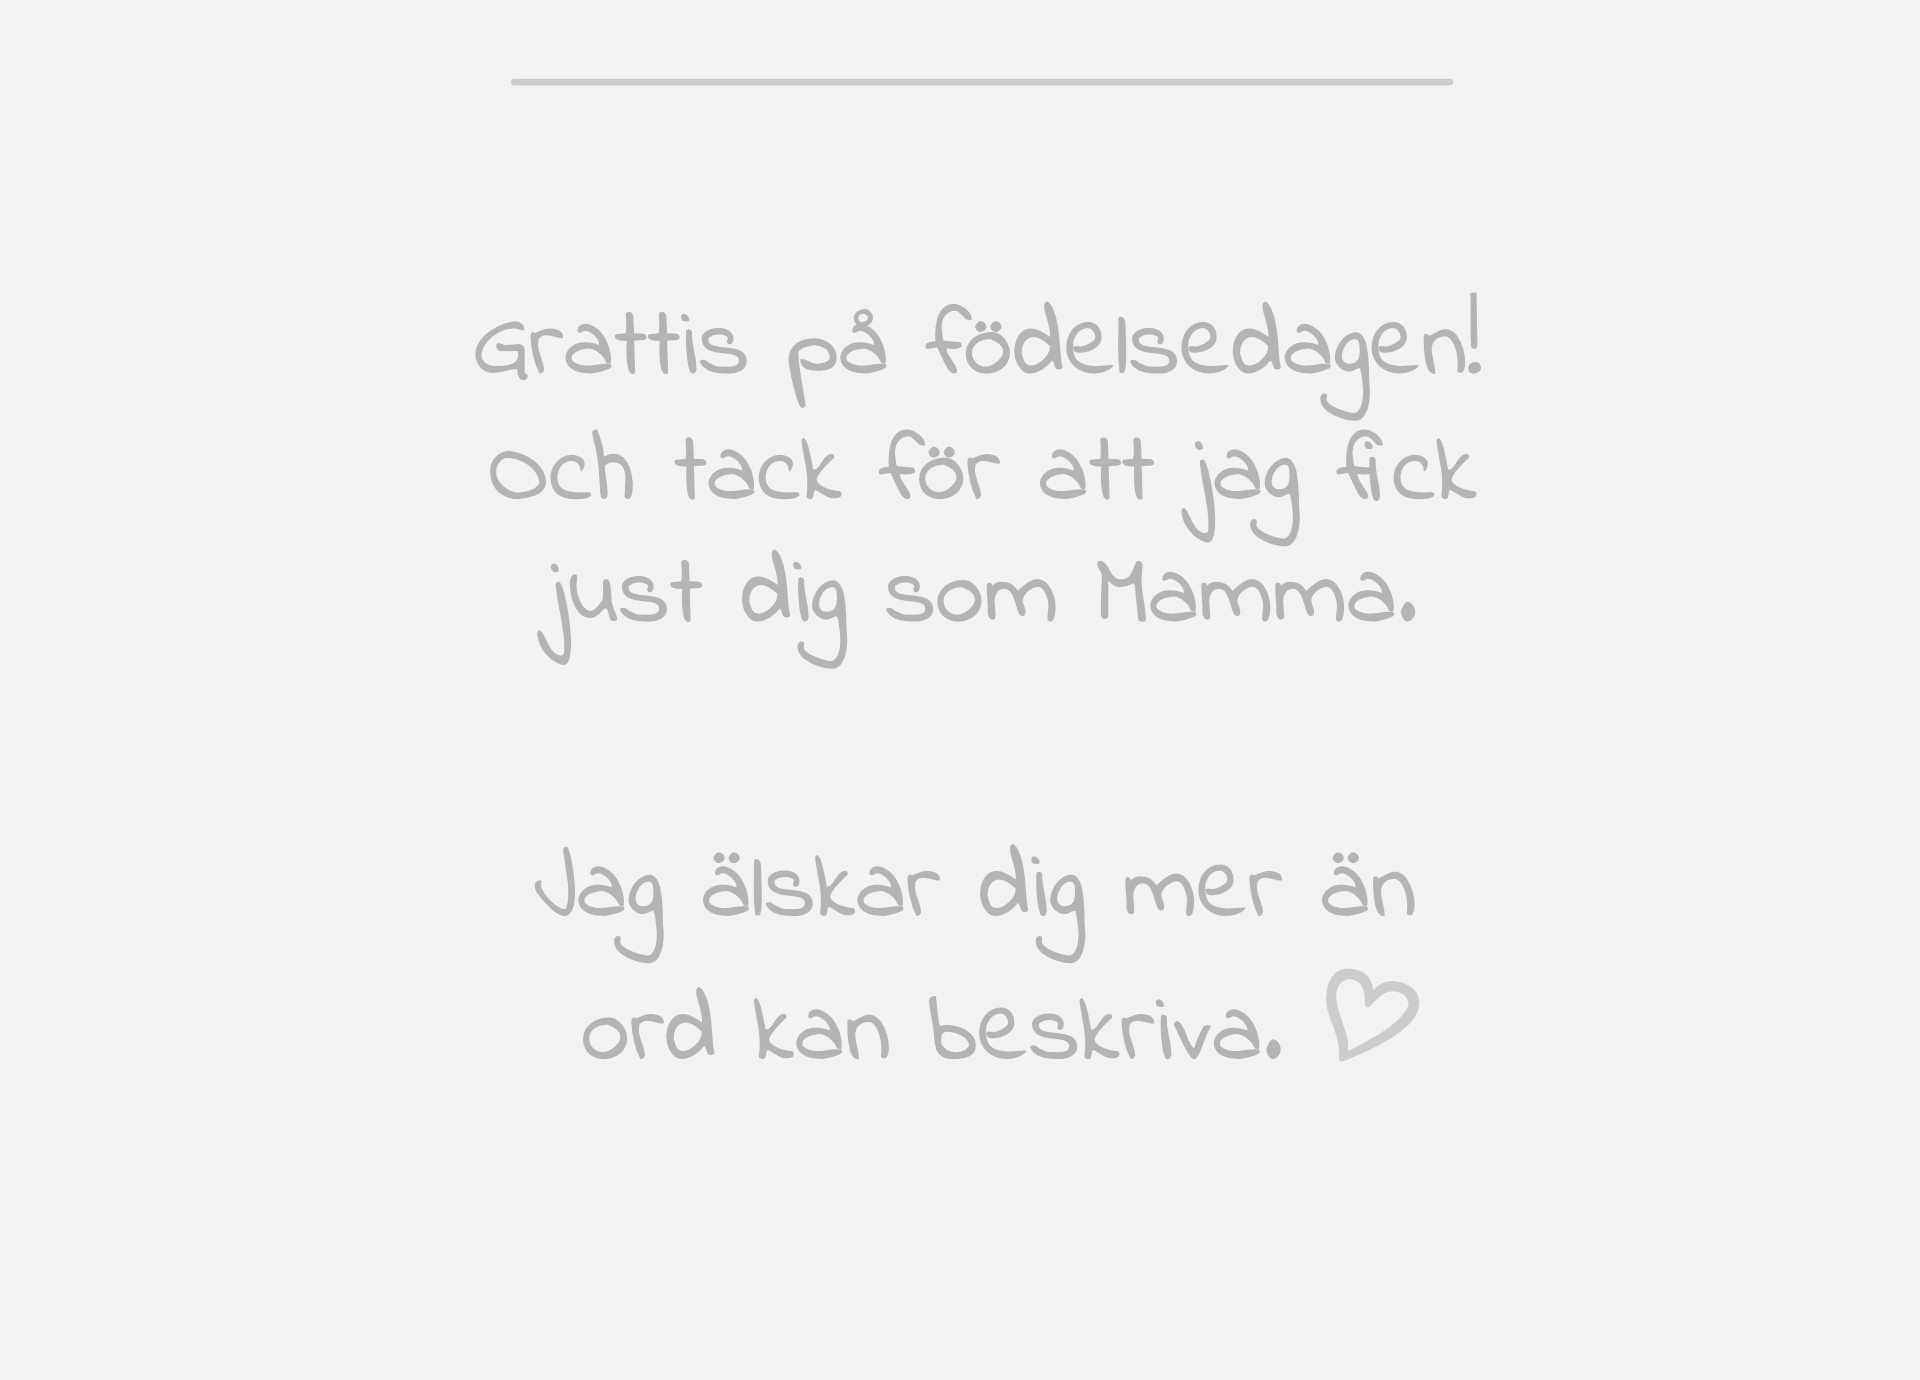 Grattis på födelsedagen!
Och tack för att jag fick
just dig som Mamma.
Jag älskar dig mer än
ord kan beskriva. ♡